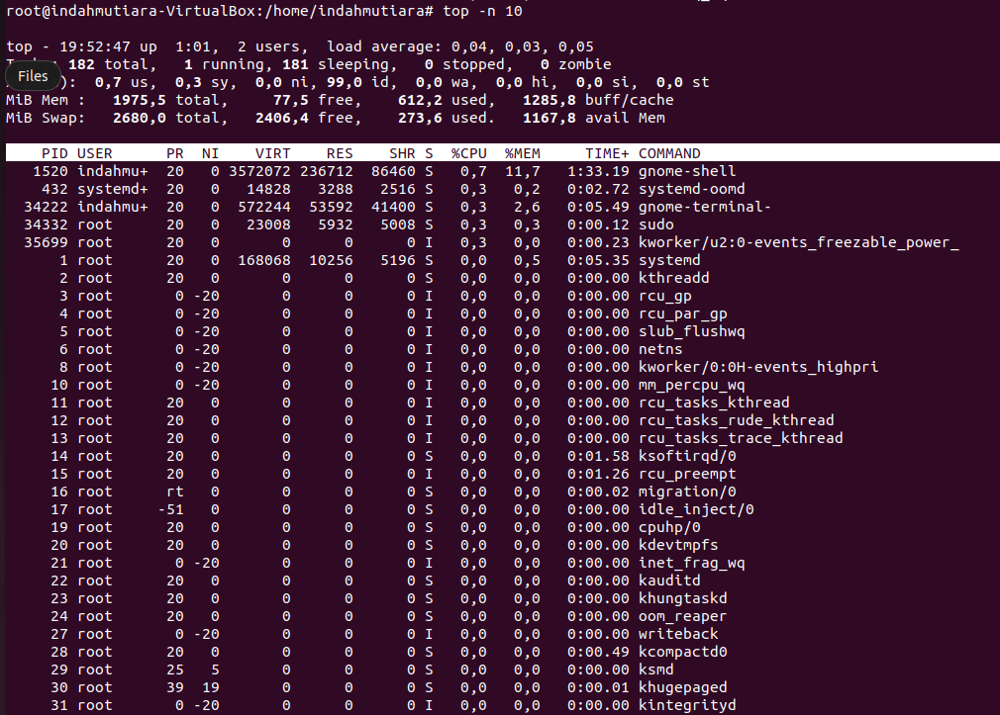 root@indahmutiara-VirtualBox:/home/indahmutiara# top -n 10
top - 19:52:47 up  1:01,  2 users,  load average: 0,04, 0,03, 0,05
182 total,   1 running, 181 sleeping,   0 stopped,   0 zombie
Files
):  0,7 us,  0,3 sy,  0,0 ni, 99,0 id,  0,0 wa,  0,0 hi,  0,0 si,  0,0 st
MiB Mem :   1975,5 total,     77,5 free,    612,2 used,   1285,8 buff/cache
MiB Swap:   2680,0 total,   2406,4 free,    273,6 used.   1167,8 avail Mem
PID USER      PR  NI    VIRT    RES    SHR S  %CPU  %MEM     TIME+ COMMAND
1520 indahmu+  20   0 3572072 236712  86460 S   0,7  11,7   1:33.19 gnome-shell
432 systemd+  20   0   14828   3288   2516 S   0,3   0,2   0:02.72 systemd-oomd
34222 indahmu+  20   0  572244  53592  41400 S   0,3   2,6   0:05.49 gnome-terminal-
34332 root      20   0   23008   5932   5008 S   0,3   0,3   0:00.12 sudo
35699 root      20   0       0      0      0 I   0,3   0,0   0:00.23 kworker/u2:0-events_freezable_power_
1 root      20   0  168068  10256   5196 S   0,0   0,5   0:05.35 systemd
2 root      20   0       0      0      0 S   0,0   0,0   0:00.00 kthreadd
3 root       0 -20       0      0      0 I   0,0   0,0   0:00.00 rcu_gp
4 root       0 -20       0      0      0 I   0,0   0,0   0:00.00 rcu_par_gp
5 root       0 -20       0      0      0 I   0,0   0,0   0:00.00 slub_flushwq
6 root       0 -20       0      0      0 I   0,0   0,0   0:00.00 netns
8 root       0 -20       0      0      0 I   0,0   0,0   0:00.00 kworker/0:0H-events_highpri
10 root       0 -20       0      0      0 I   0,0   0,0   0:00.00 mm_percpu_wq
11 root      20   0       0      0      0 I   0,0   0,0   0:00.00 rcu_tasks_kthread
12 root      20   0       0      0      0 I   0,0   0,0   0:00.00 rcu_tasks_rude_kthread
13 root      20   0       0      0      0 I   0,0   0,0   0:00.00 rcu_tasks_trace_kthread
14 root      20   0       0      0      0 S   0,0   0,0   0:01.58 ksoftirqd/0
15 root      20   0       0      0      0 I   0,0   0,0   0:01.26 rcu_preempt
16 root      rt   0       0      0      0 S   0,0   0,0   0:00.02 migration/0
17 root     -51   0       0      0      0 S   0,0   0,0   0:00.00 idle_inject/0
19 root      20   0       0      0      0 S   0,0   0,0   0:00.00 cpuhp/0
20 root      20   0       0      0      0 S   0,0   0,0   0:00.00 kdevtmpfs
21 root       0 -20       0      0      0 I   0,0   0,0   0:00.00 inet_frag_wq
22 root      20   0       0      0      0 S   0,0   0,0   0:00.00 kauditd
23 root      20   0       0      0      0 S   0,0   0,0   0:00.00 khungtaskd
24 root      20   0       0      0      0 S   0,0   0,0   0:00.00 oom_reaper
27 root       0 -20       0      0      0 I   0,0   0,0   0:00.00 writeback
28 root      20   0       0      0      0 S   0,0   0,0   0:00.49 kcompactd0
29 root      25   5       0      0      0 S   0,0   0,0   0:00.00 ksmd
30 root      39  19       0      0      0 S   0,0   0,0   0:00.01 khugepaged
31 root       0 -20       0      0      0 I   0,0   0,0   0:00.00 kintegrityd